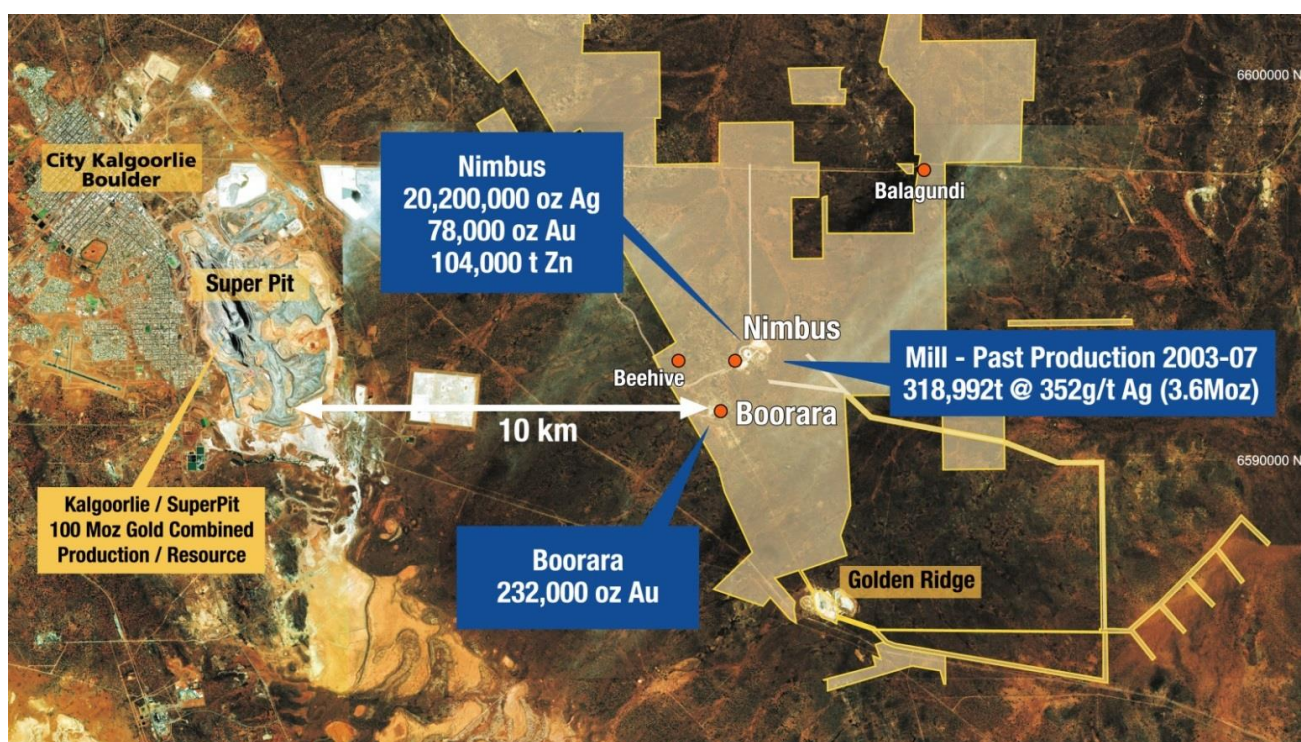 6600000 N
City Kalgoorlie
Boulder
Nimbus
20,200,000 oz Ag
78,000 oz Au
104,000 t Zn
Balagundi
Super Pit
Nimbus
Beehive
Mill - Past Production 2003-07
318,992t @ 352g/t Ag (3.6Moz)
Boorara
10 km
6590000 N
Kalgoorlie / SuperPit
100 Moz Gold Combined
Production / Resource
Boorara
232,000 oz Au
Golden Ridge